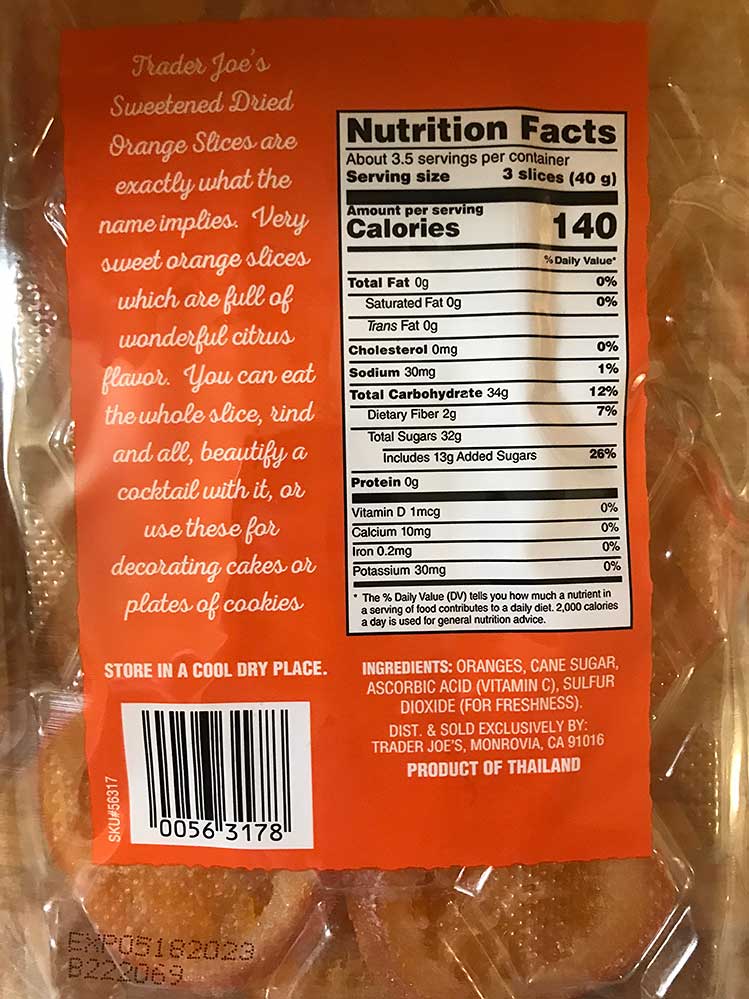 Trader Joe's
Sweetened Dried
Orange Slices are
exactly what the
name implies. Very
sweet orange slices
which are full of
wonderful citrus
flavor. You can eat
the whole slice, rind
and all, beautify a
cocktail with it, or
use these for
decorating cakes or
plates of cookies
STORE IN A COOL DRY PLACE.
SKU#56317
0056 3178
Nutrition Facts
About 3.5 servings per container
Serving size 3 slices (40 g)
Amount per serving
Calories 140
% Daily Value*
Total Fat 0g 0%
Saturated Fat 0g 0%
Trans Fat 0g
Cholesterol 0mg 0%
Sodium 30mg 1%
Total Carbohydrate 34g 12%
Dietary Fiber 2g 7%
Total Sugars 32g
Includes 13g Added Sugars 26%
Protein 0g
Vitamin D 1mcg 0%
Calcium 10mg 0%
Iron 0.2mg 0%
Potassium 30mg 0%
* The % Daily Value (DV) tells you how much a nutrient in
a serving of food contributes to a daily diet. 2,000 calories
a day is used for general nutrition advice.
INGREDIENTS: ORANGES, CANE SUGAR,
ASCORBIC ACID (VITAMIN C), SULFUR
DIOXIDE (FOR FRESHNESS).
DIST. & SOLD EXCLUSIVELY BY:
TRADER JOE'S, MONROVIA, CA 91016
PRODUCT OF THAILAND
EXP05182023
B222069